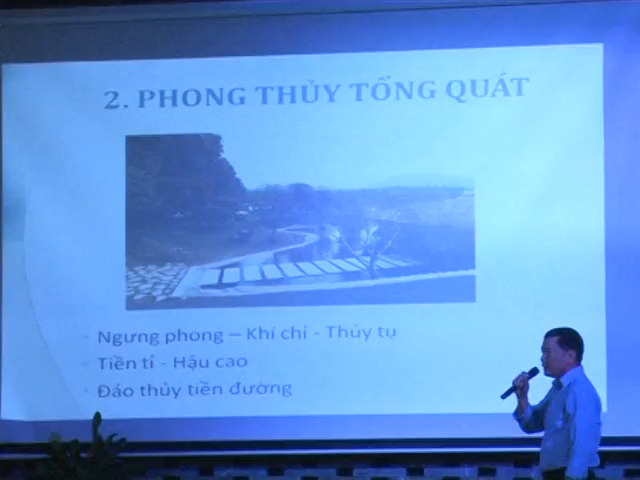 2. PHONG THỦY TỔNG QUÁT
Ngưng phong – Khí chỉ - Thủy tụ
Tiền tỉ - Hậu cao
Đáo thủy tiền đường